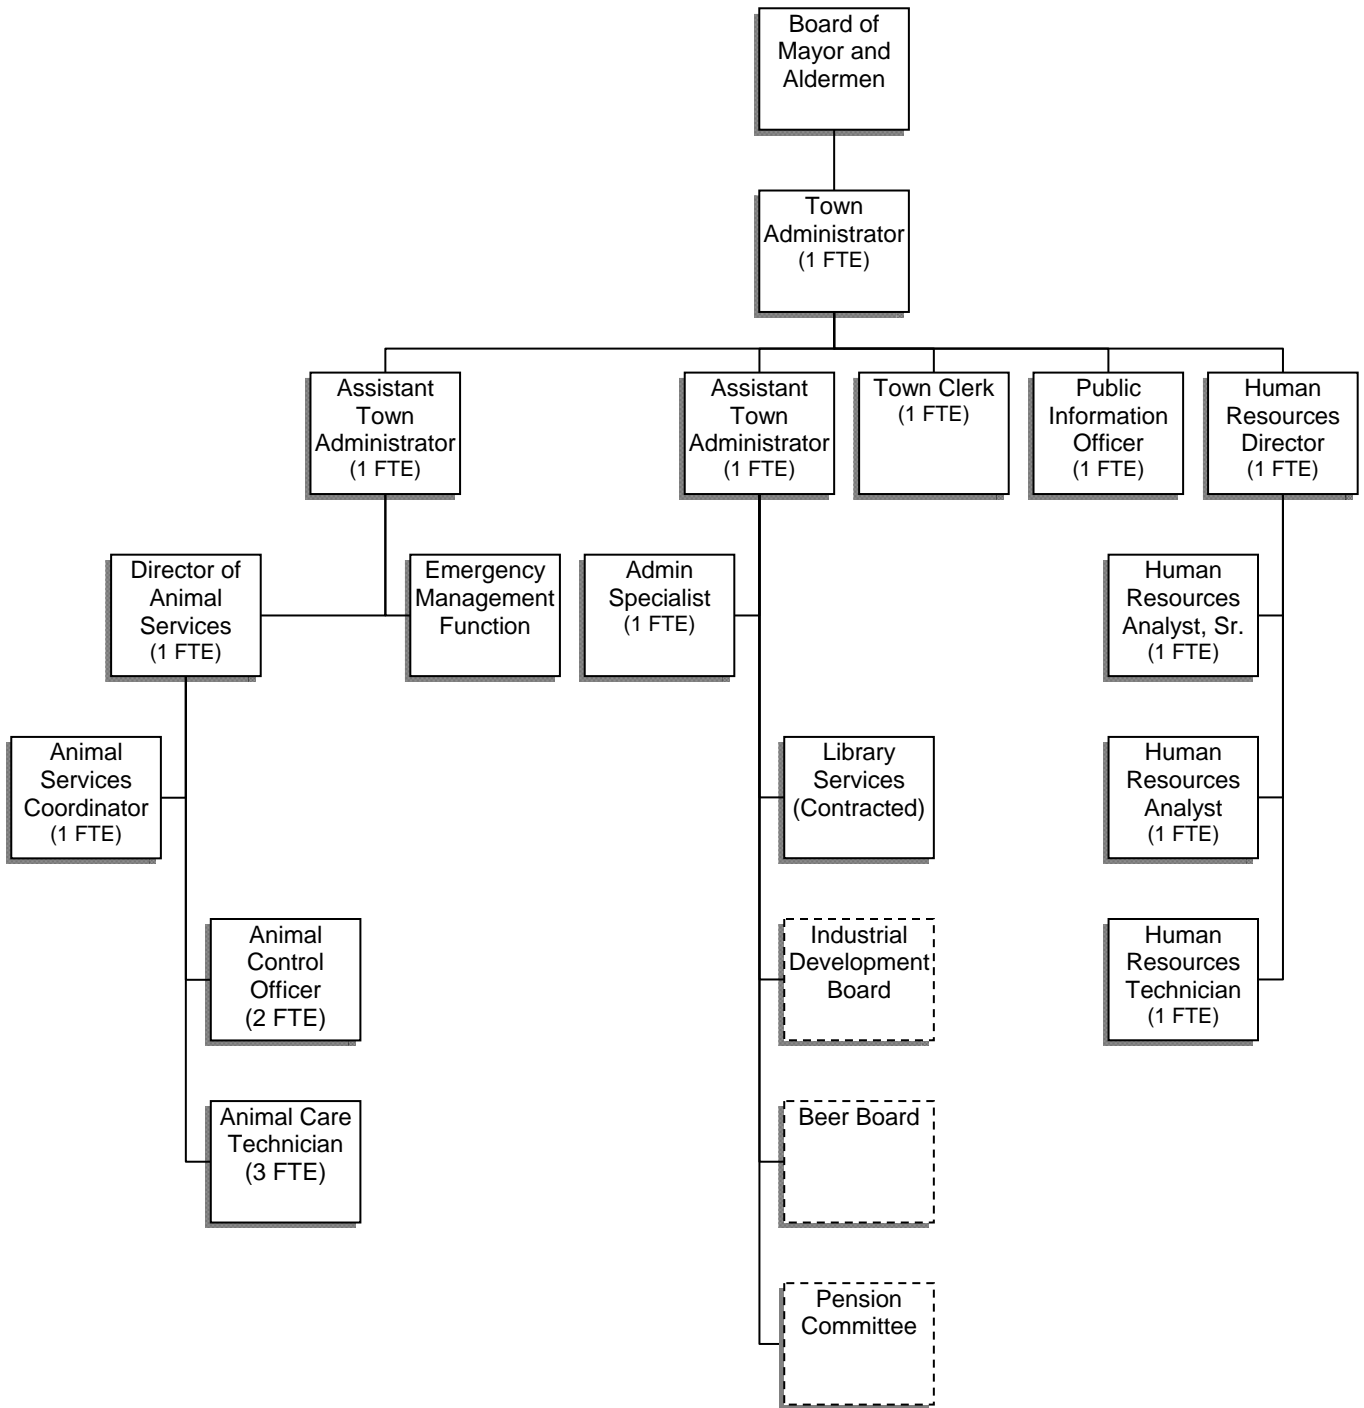 Board of
Mayor and
Aldermen
Town
Administrator
(1 FTE)
Assistant
Town
Administrator
(1 FTE)
Assistant
Town
Administrator
(1 FTE)
Town Clerk
(1 FTE)
Public
Information
Officer
(1 FTE)
Human
Resources
Director
(1 FTE)
Director of
Animal
Services
(1 FTE)
Emergency
Management
Function
Admin
Specialist
(1 FTE)
Human
Resources
Analyst, Sr.
(1 FTE)
Animal
Services
Coordinator
(1 FTE)
Library
Services
(Contracted)
Human
Resources
Analyst
(1 FTE)
Animal
Control
Officer
(2 FTE)
Industrial
Development
Board
Human
Resources
Technician
(1 FTE)
Animal Care
Technician
(3 FTE)
Beer Board
Pension
Committee